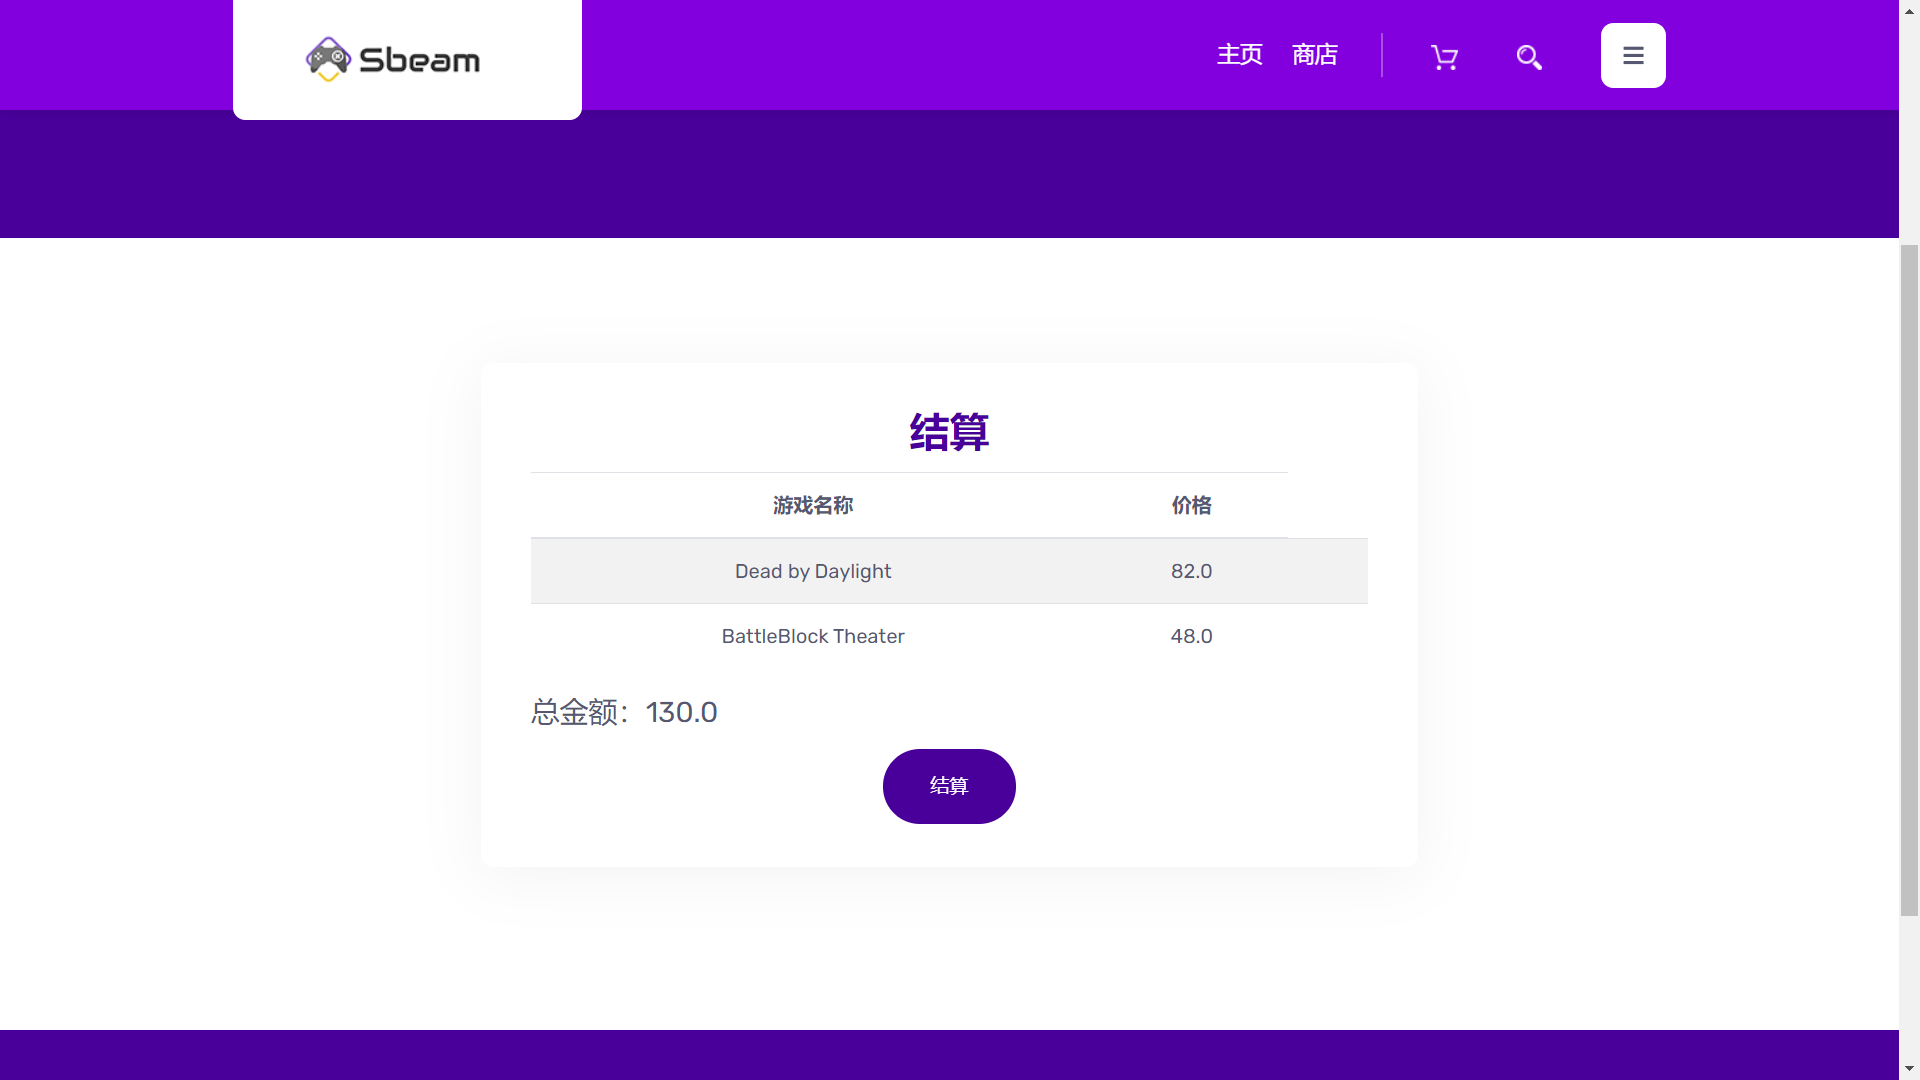 Sbeam
主页 商店
结算
游戏名称 价格
Dead by Daylight 82.0
BattleBlock Theater 48.0
总金额：130.0
结算